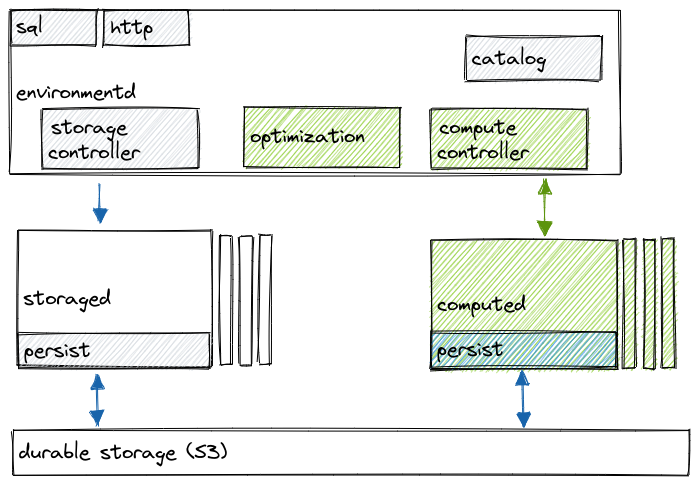 sql
http
catalog
environmentd
storage
controller
optimization
compute
controller
storaged
computed
persist
persist
durable storage (S3)